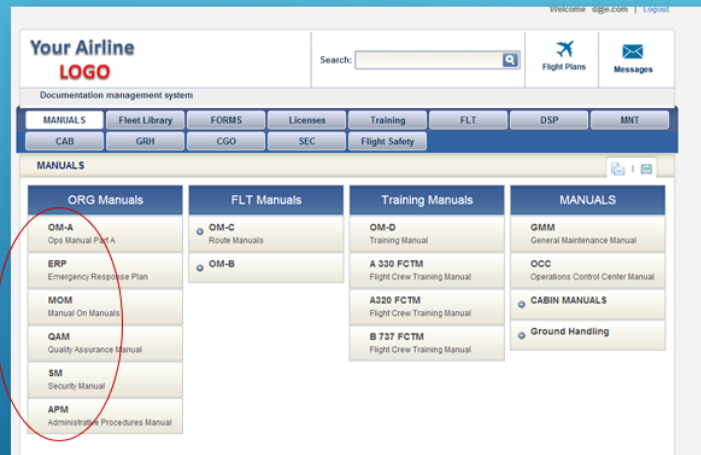 Welcome d@e.com | Logout
Your Airline
LOGO
Search:
Flight Plans
Messages
Documentation management system
MANUALS Fleet Library FORMS Licenses Training FLT DSP MNT
CAB GRH CGO SEC Flight Safety
MANUALS
ORG Manuals
OM-A
Ops Manual Part A
ERP
Emergency Response Plan
MOM
Manual On Manuals
QAM
Quality Assurance Manual
SM
Security Manual
APM
Administrative Procedures Manual
FLT Manuals
OM-C
Route Manuals
OM-B
Training Manuals
OM-D
Training Manual
A 330 FCTM
Flight Crew Training Manual
A320 FCTM
Flight Crew Training Manual
B 737 FCTM
Flight Crew Training Manual
MANUALS
GMM
General Maintenance Manual
OCC
Operations Control Center Manual
CABIN MANUALS
Ground Handling